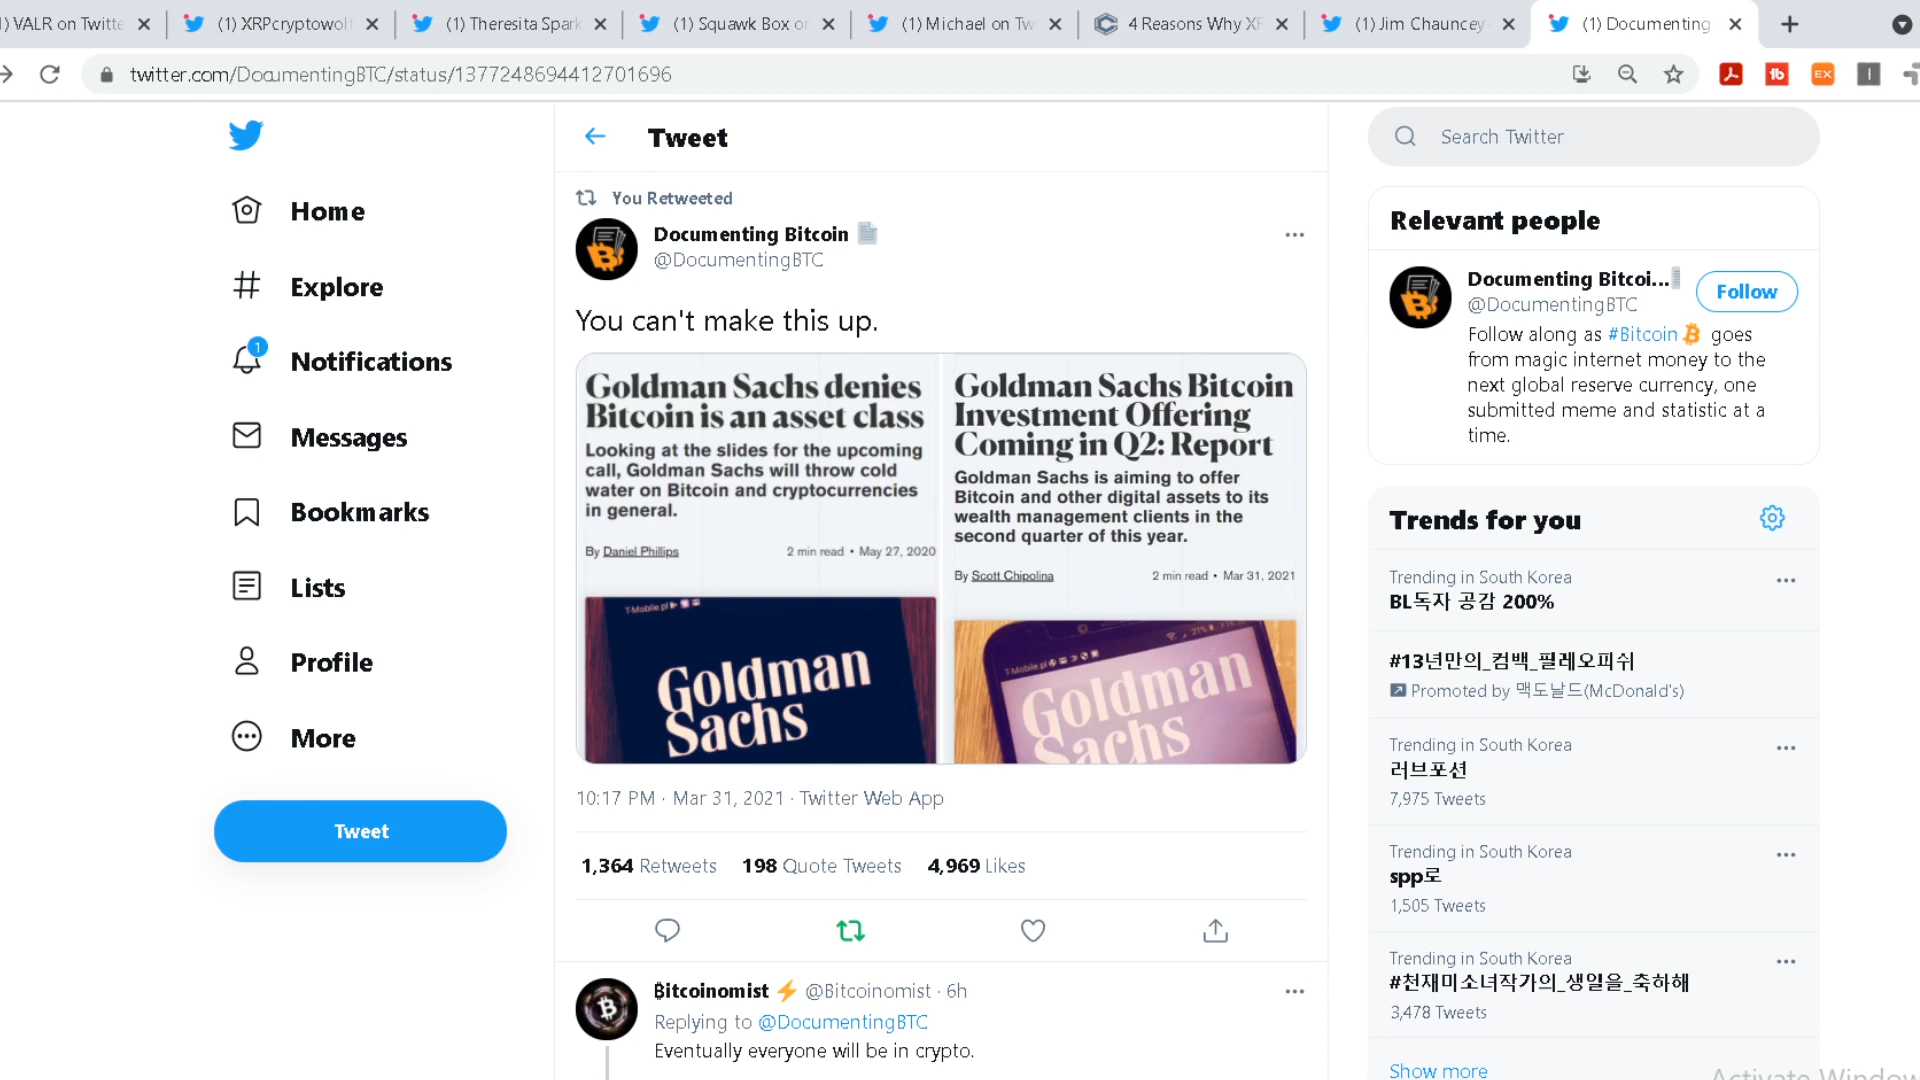 ) VALR on Twitte
(1) XRPcryptowolf
(1) Theresita Spark
(1) Squawk Box on
(1) Michael on Tw
4 Reasons Why XR
(1) Jim Chauncey-
(1) Documenting
twitter.com/DocumentingBTC/status/1377248694412701696
EX
Home
Explore
1
Notifications
Messages
Bookmarks
Lists
Profile
More
Tweet
Tweet
You Retweeted
Documenting Bitcoin
@DocumentingBTC
You can't make this up.
Goldman Sachs denies
Bitcoin is an asset class
Looking at the slides for the upcoming
call, Goldman Sachs will throw cold
water on Bitcoin and cryptocurrencies
in general.
By Daniel Phillips
2 min read • May 27, 2020
T-Mobile.pl
Goldman
Sachs
Goldman Sachs Bitcoin
Investment Offering
Coming in Q2: Report
Goldman Sachs is aiming to offer
Bitcoin and other digital assets to its
wealth management clients in the
second quarter of this year.
By Scott Chipolina
2 min read • Mar 31, 2021
T-Mobile.pl
21%
Goldman
Sachs
10:17 PM · Mar 31, 2021 · Twitter Web App
1,364 Retweets 198 Quote Tweets 4,969 Likes
₿itcoinomist ⚡ @Bitcoinomist · 6h
Replying to @DocumentingBTC
Eventually everyone will be in crypto.
Search Twitter
Relevant people
Documenting Bitcoi...
@DocumentingBTC
Follow
Follow along as #Bitcoin goes
from magic internet money to the
next global reserve currency, one
submitted meme and statistic at a
time.
Trends for you
Trending in South Korea
BL독자 공감 200%
#13년만의_컴백_필레오피쉬
Promoted by 맥도날드(McDonald's)
Trending in South Korea
러브포션
7,975 Tweets
Trending in South Korea
spp로
1,505 Tweets
Trending in South Korea
#천재미소녀작가의_생일을_축하해
3,478 Tweets
Show more
Activate Window